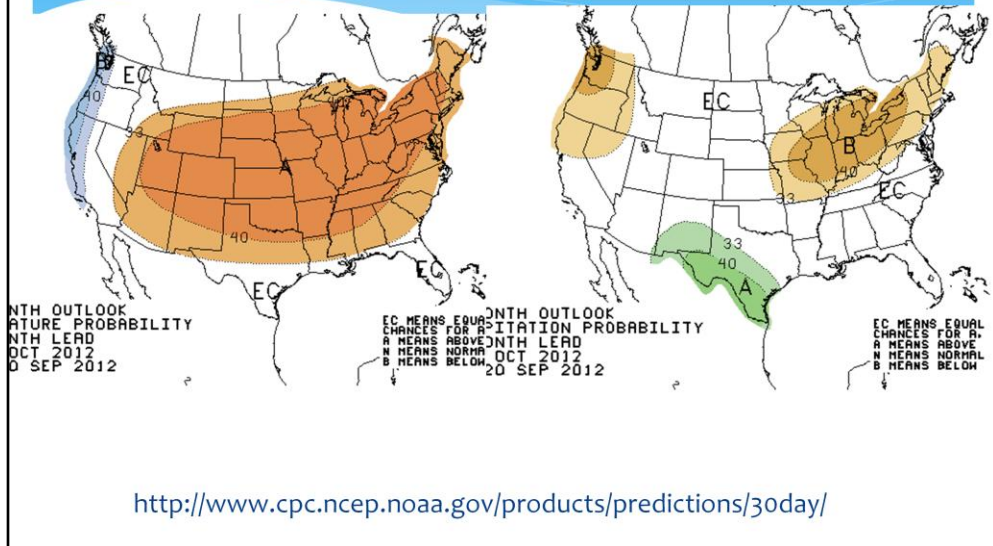 B
EC
40
33
A
40
EC
EC
NTH OUTLOOK
ATURE PROBABILITY
NTH LEAD
OCT 2012
0 SEP 2012
EC MEANS EQUA
CHANCES FOR A
A MEANS ABOVE
N MEANS NORMA
B MEANS BELOW
EC
B
40
33
EC
33
40
A
ONTH OUTLOOK
PITATION PROBABILITY
ONTH LEAD
OCT 2012
20 SEP 2012
EC MEANS EQUAL
CHANCES FOR A,
A MEANS ABOVE
N MEANS NORMAL
B MEANS BELOW
http://www.cpc.ncep.noaa.gov/products/predictions/30day/